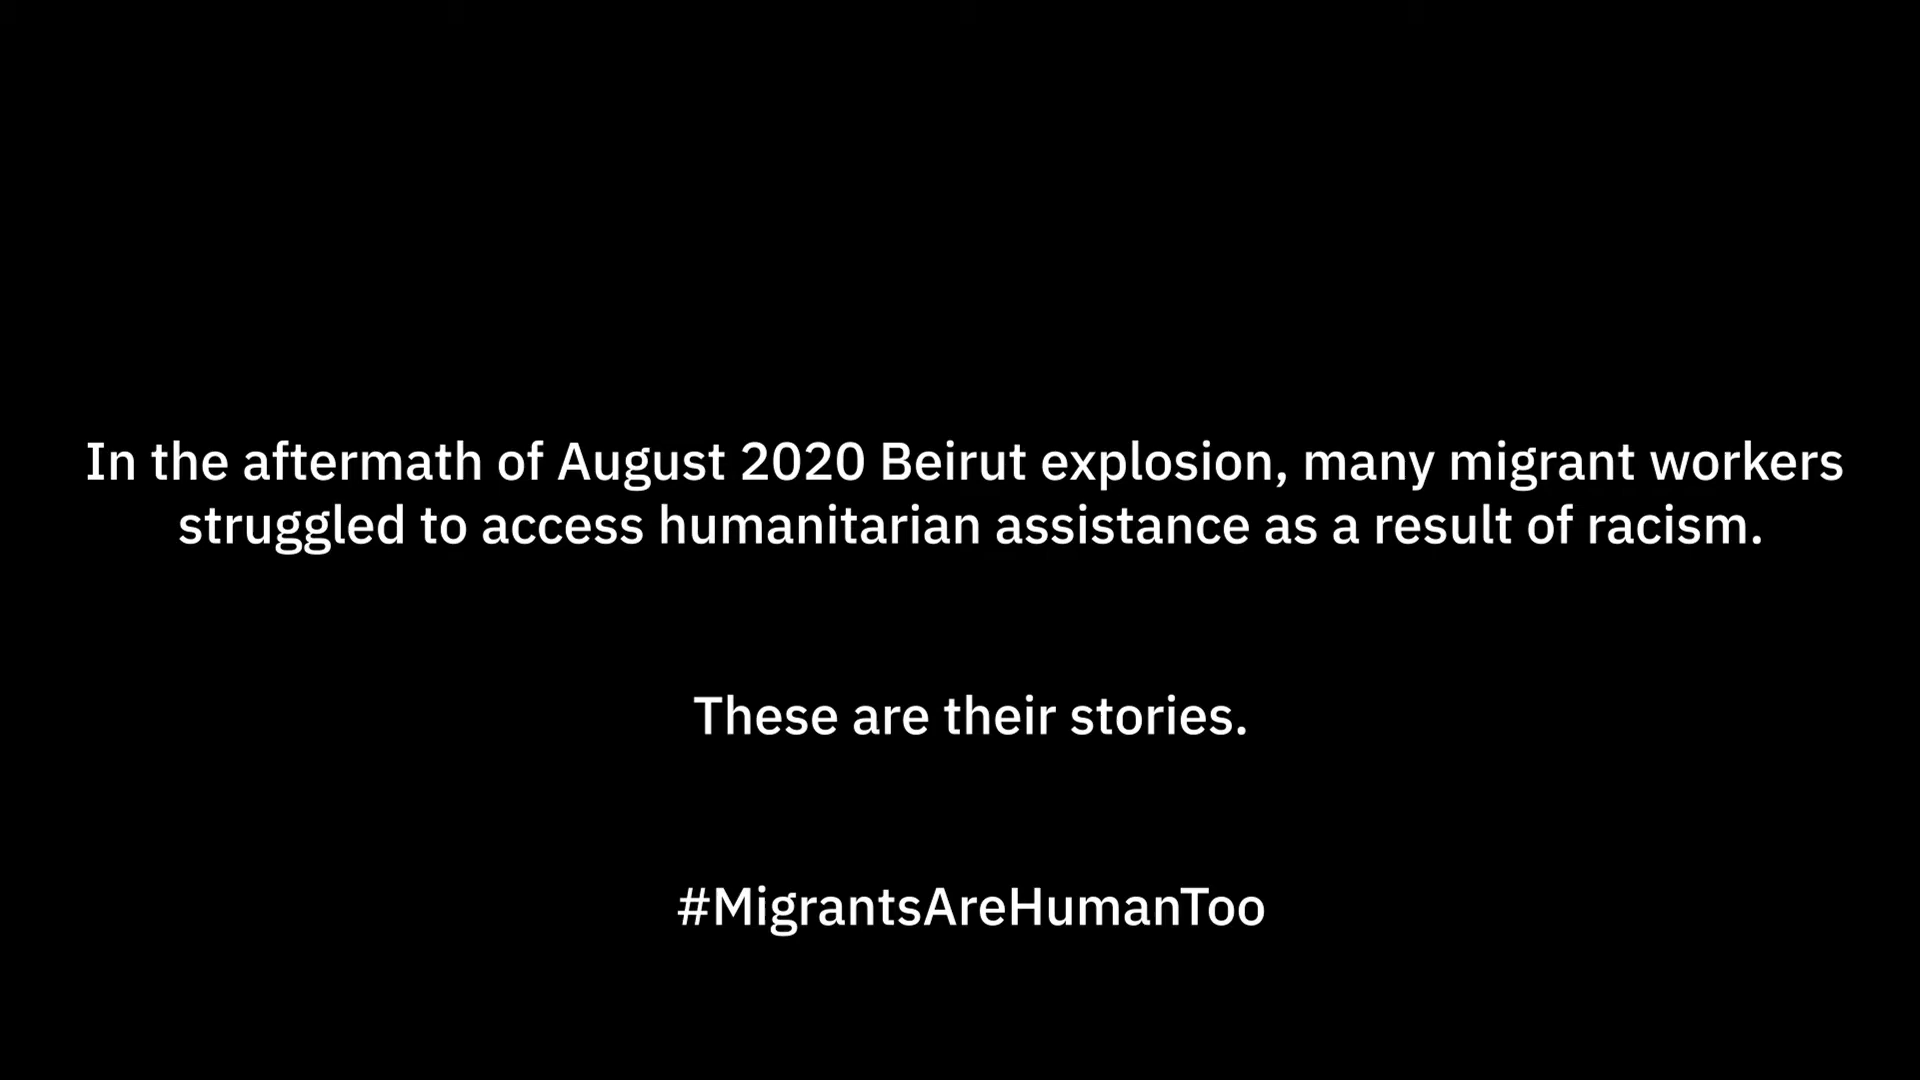 In the aftermath of August 2020 Beirut explosion, many migrant workers
struggled to access humanitarian assistance as a result of racism.
These are their stories.
#MigrantsAreHumanToo